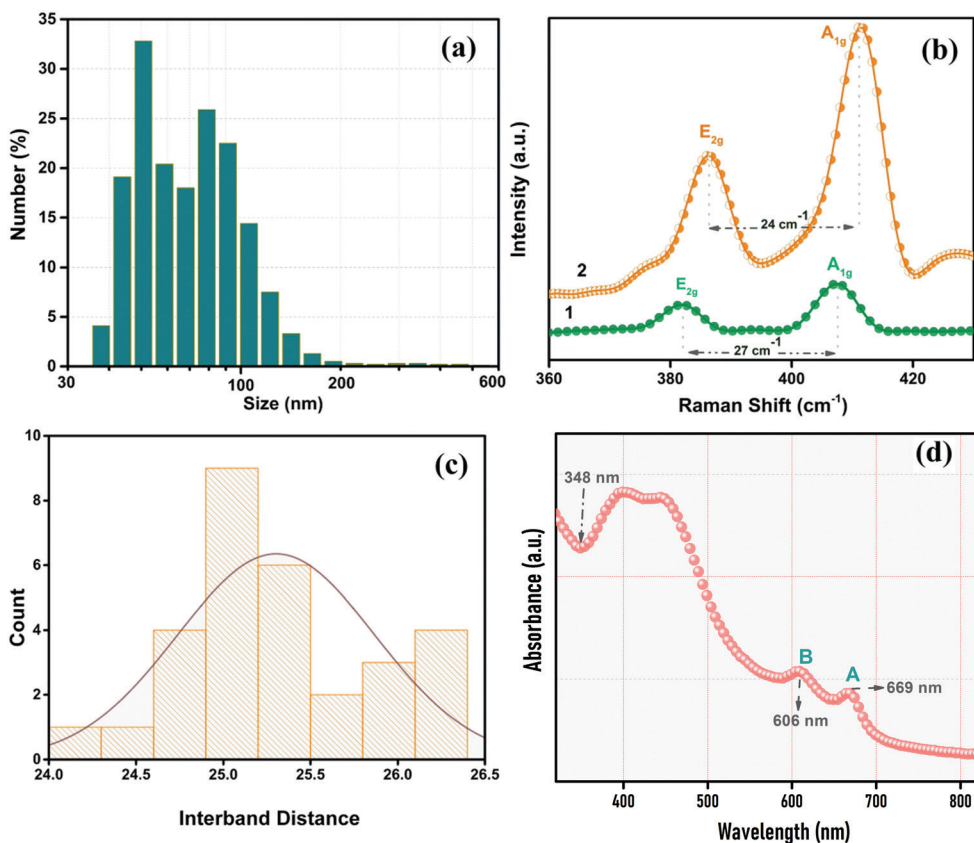 (a)
Number (%)
35
30
25
20
15
10
5
0
30
100
200
600
Size (nm)
(b)
Intensity (a.u.)
A1g
E2g
24 cm-1
2
A1g
E2g
1
27 cm-1
360
380
400
420
Raman Shift (cm-1)
(c)
Count
10
8
6
4
2
0
24.0
24.5
25.0
25.5
26.0
26.5
Interband Distance
(d)
Absorbance (a.u.)
348 nm
B
A
669 nm
606 nm
400
500
600
700
800
Wavelength (nm)